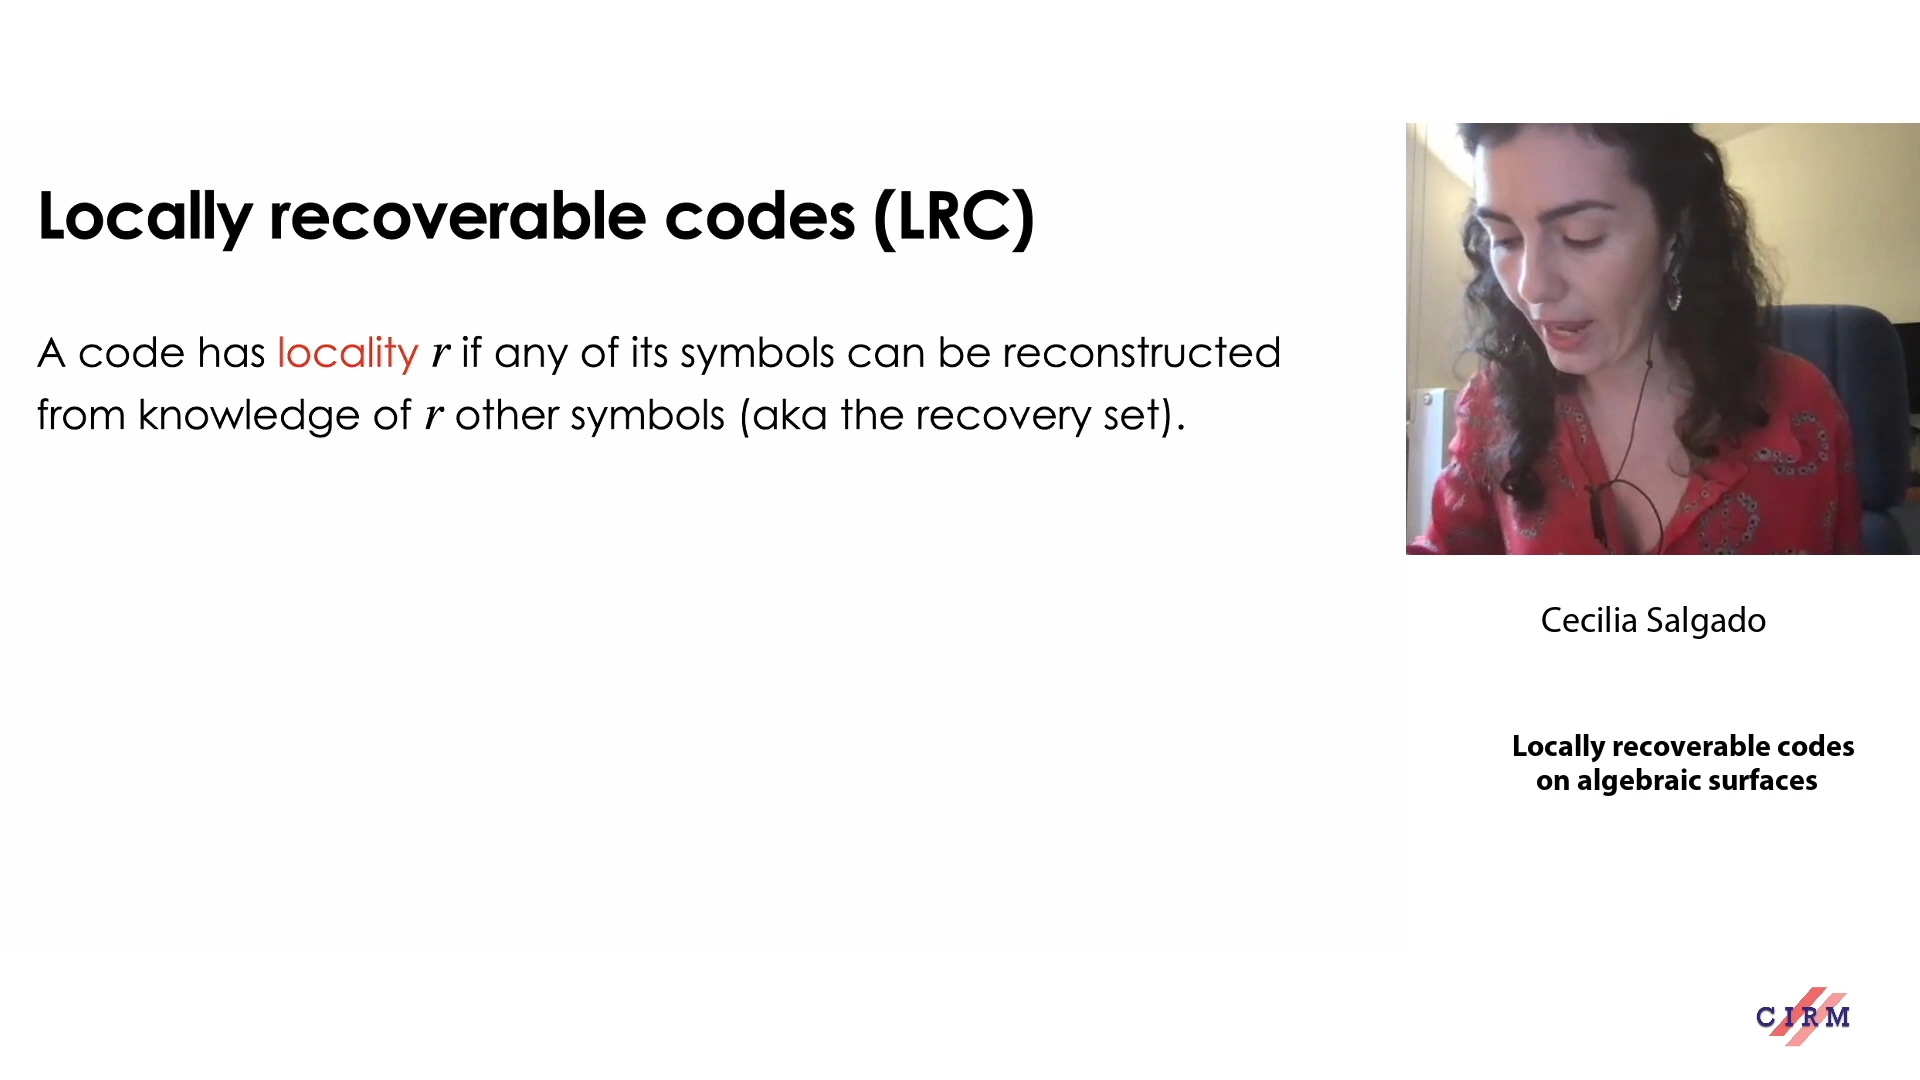 Locally recoverable codes (LRC)
A code has locality r if any of its symbols can be reconstructed
from knowledge of r other symbols (aka the recovery set).
Cecilia Salgado
Locally recoverable codes
on algebraic surfaces
CIRM